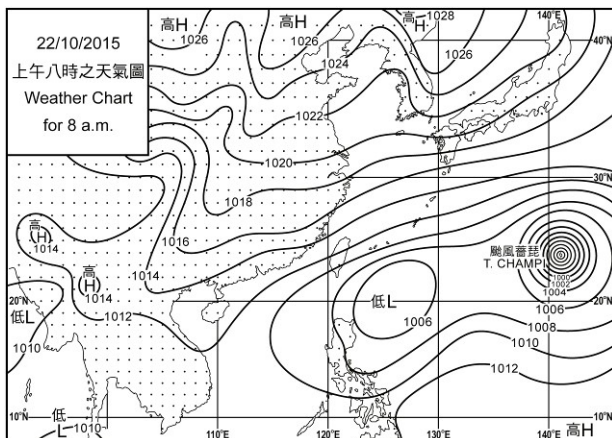 22/10/2015
上午八時之天氣圖
Weather Chart
for 8 a.m.
高H
1026
高H
1026
1028
高H
1026
140°E
40°N
1024
1022
1020
130°E
30°N
1018
1016
高
H
1014
1014
高
H
1014
1012
颱風薔琵
T. CHAMPI
1000
1002
1004
1006
20°N
低L
1010
低L
1006
1008
1010
1012
10°N
低
L
1010
110°E
120°E
高H
10°N